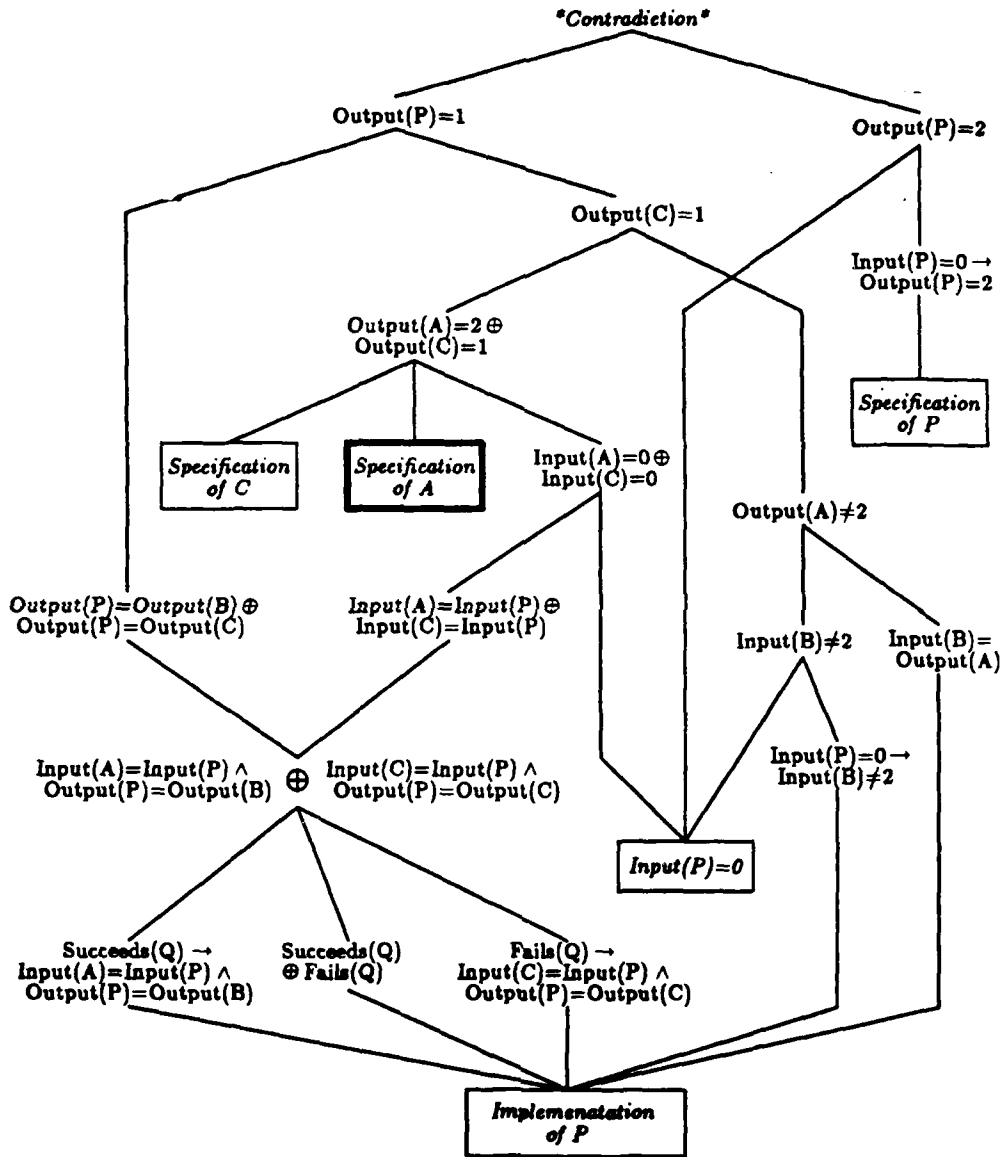 *Contradiction*
Output(P)=1
Output(P)=2
Output(C)=1
Input(P)=0 →
Output(P)=2
Output(A)=2 ⊕
Output(C)=1
Specification
of P
Specification
of C
Specification
of A
Input(A)=0 ⊕
Input(C)=0
Output(A)≠2
Output(P)=Output(B) ⊕
Output(P)=Output(C)
Input(A)=Input(P) ⊕
Input(C)=Input(P)
Input(B)≠2
Input(B)=
Output(A)
Input(A)=Input(P) ∧
Output(P)=Output(B)
⊕
Input(C)=Input(P) ∧
Output(P)=Output(C)
Input(P)=0 →
Input(B)≠2
Input(P)=0
Succeeds(Q) →
Input(A)=Input(P) ∧
Output(P)=Output(B)
Succeeds(Q)
⊕ Fails(Q)
Fails(Q) →
Input(C)=Input(P) ∧
Output(P)=Output(C)
Implemenatation
of P